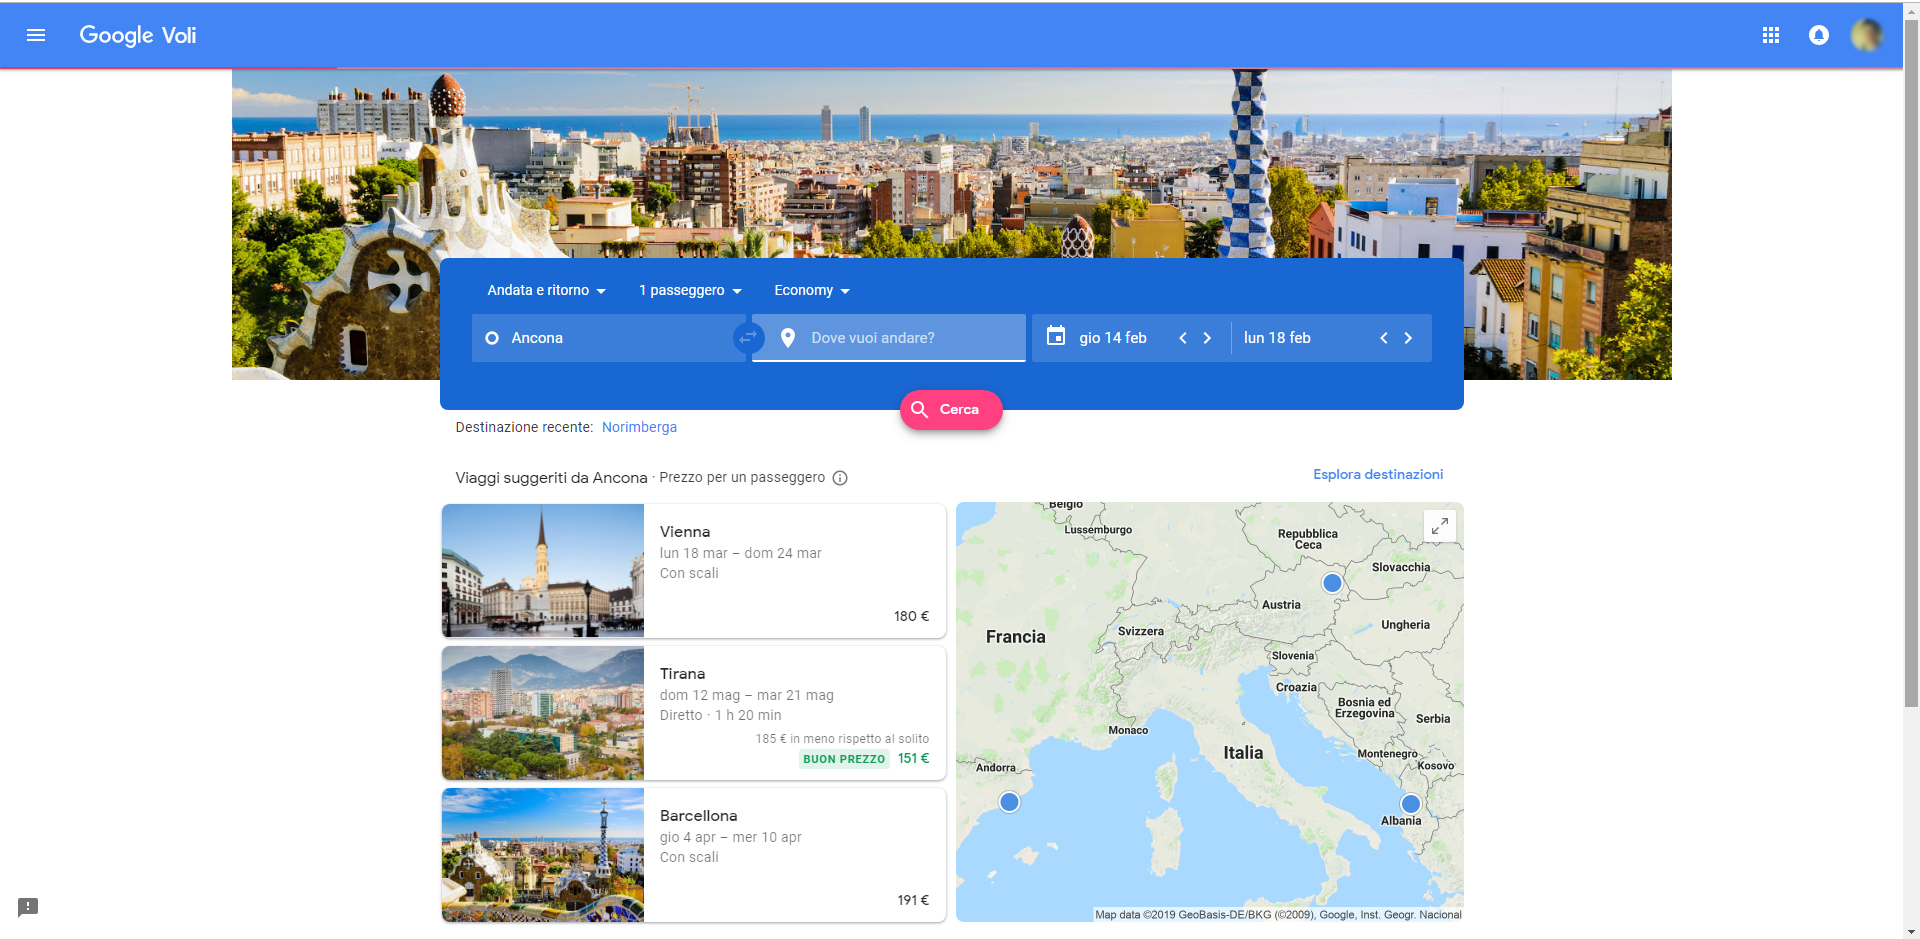 Google Voli
Andata e ritorno
1 passeggero
Economy
Ancona
Dove vuoi andare?
gio 14 feb
lun 18 feb
Cerca
Destinazione recente: Norimberga
Viaggi suggeriti da Ancona · Prezzo per un passeggero
Esplora destinazioni
Vienna
lun 18 mar – dom 24 mar
Con scali
180 €
Tirana
dom 12 mag – mar 21 mag
Diretto · 1 h 20 min
185 € in meno rispetto al solito
BUON PREZZO 151 €
Barcellona
gio 4 apr – mer 10 apr
Con scali
191 €
Belgio
Lussemburgo
Repubblica
Ceca
Slovacchia
Austria
Ungheria
Francia
Svizzera
Slovenia
Croazia
Bosnia ed
Erzegovina
Serbia
Monaco
Italia
Montenegro
Kosovo
Andorra
Albania
Map data ©2019 GeoBasis-DE/BKG (©2009), Google, Inst. Geogr. Nacional